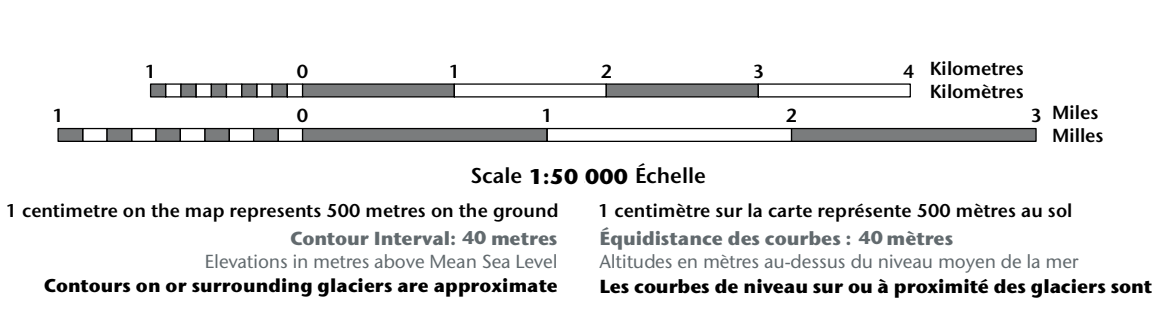 1 0 1 2 3 4 Kilometres
Kilomètres
1 0 1 2 3 Miles
Milles
Scale 1:50 000 Échelle
1 centimetre on the map represents 500 metres on the ground
Contour Interval: 40 metres
Elevations in metres above Mean Sea Level
Contours on or surrounding glaciers are approximate
1 centimètre sur la carte représente 500 mètres au sol
Équidistance des courbes : 40 mètres
Altitudes en mètres au-dessus du niveau moyen de la mer
Les courbes de niveau sur ou à proximité des glaciers sont